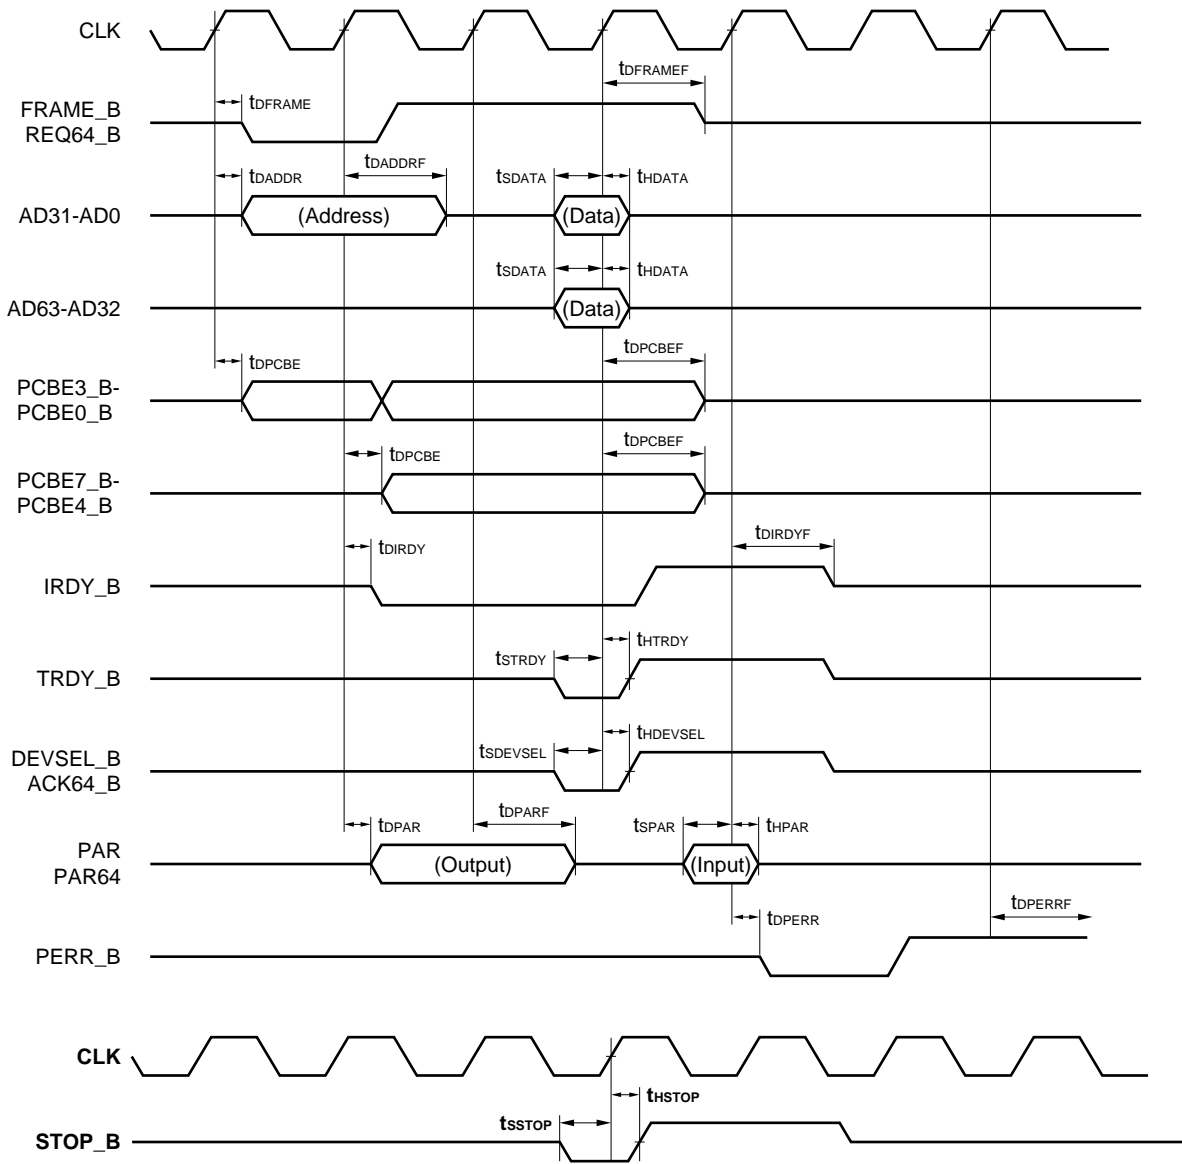 CLK
tDFRAMEF
tDFRAME
FRAME_B
REQ64_B
tDADDR
tDADDRF
tSDATA
tHDATA
AD31-AD0
(Address)
(Data)
tSDATA
tHDATA
AD63-AD32
(Data)
tDPCBE
tDPCBEF
PCBE3_B-
PCBE0_B
tDPCBE
tDPCBEF
PCBE7_B-
PCBE4_B
tDIRDY
tDIRDYF
IRDY_B
tSTRDY
tHTRDY
TRDY_B
tSDEVSEL
tHDEVSEL
DEVSEL_B
ACK64_B
tDPAR
tDPARF
tSPAR
tHPAR
PAR
PAR64
(Output)
(Input)
tDPERR
tDPERRF
PERR_B
CLK
tSSTOP
tHSTOP
STOP_B